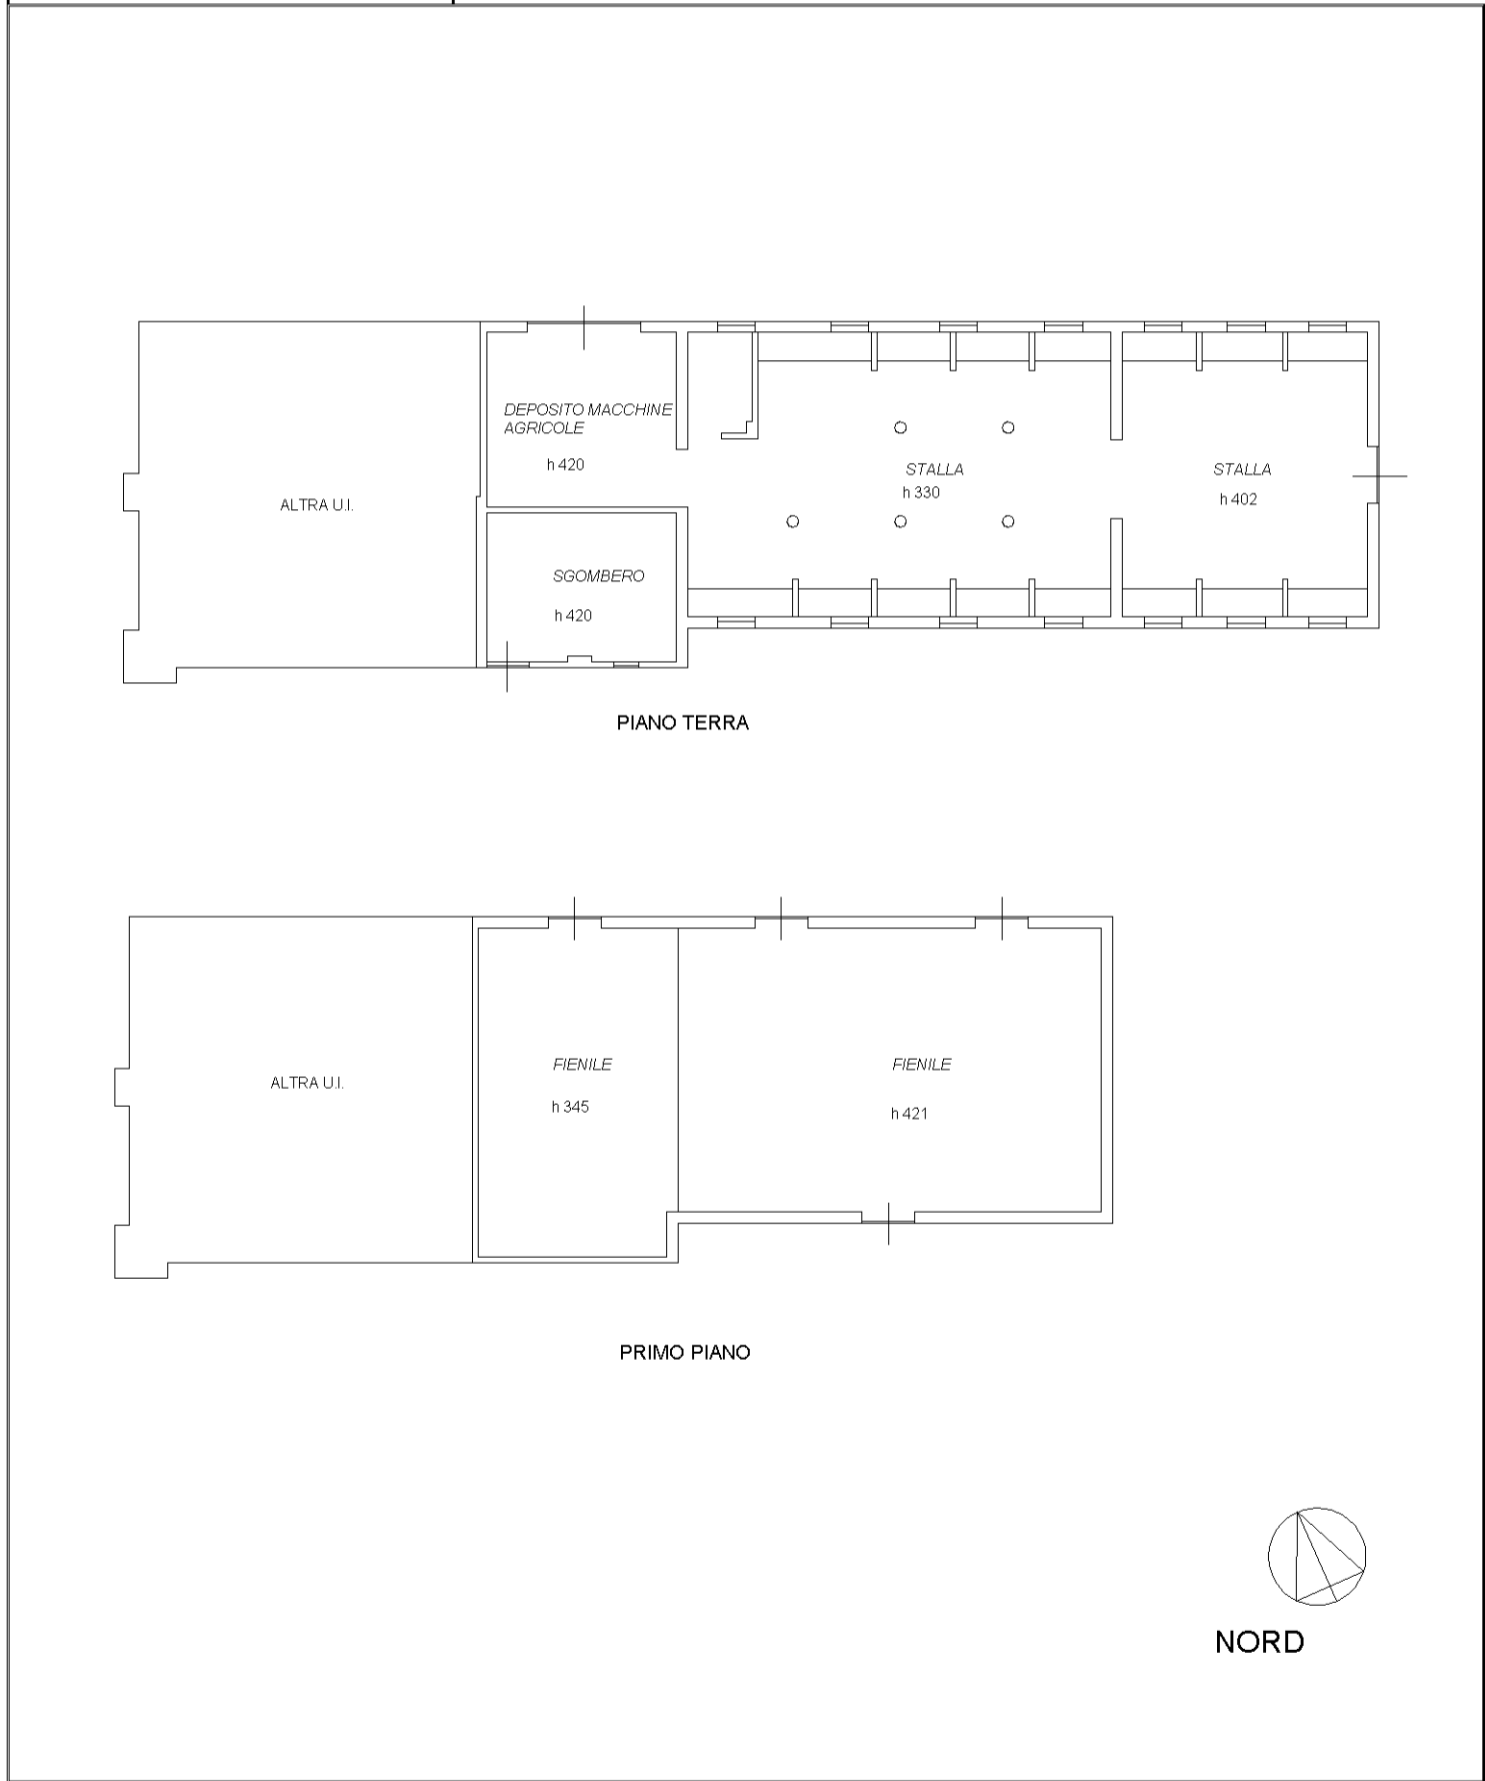 DEPOSITO MACCHINE
AGRICOLE
h 420
STALLA
h 330
STALLA
h 402
ALTRA U.I.
SGOMBERO
h 420
PIANO TERRA
FIENILE
h 345
FIENILE
h 421
ALTRA U.I.
PRIMO PIANO
NORD